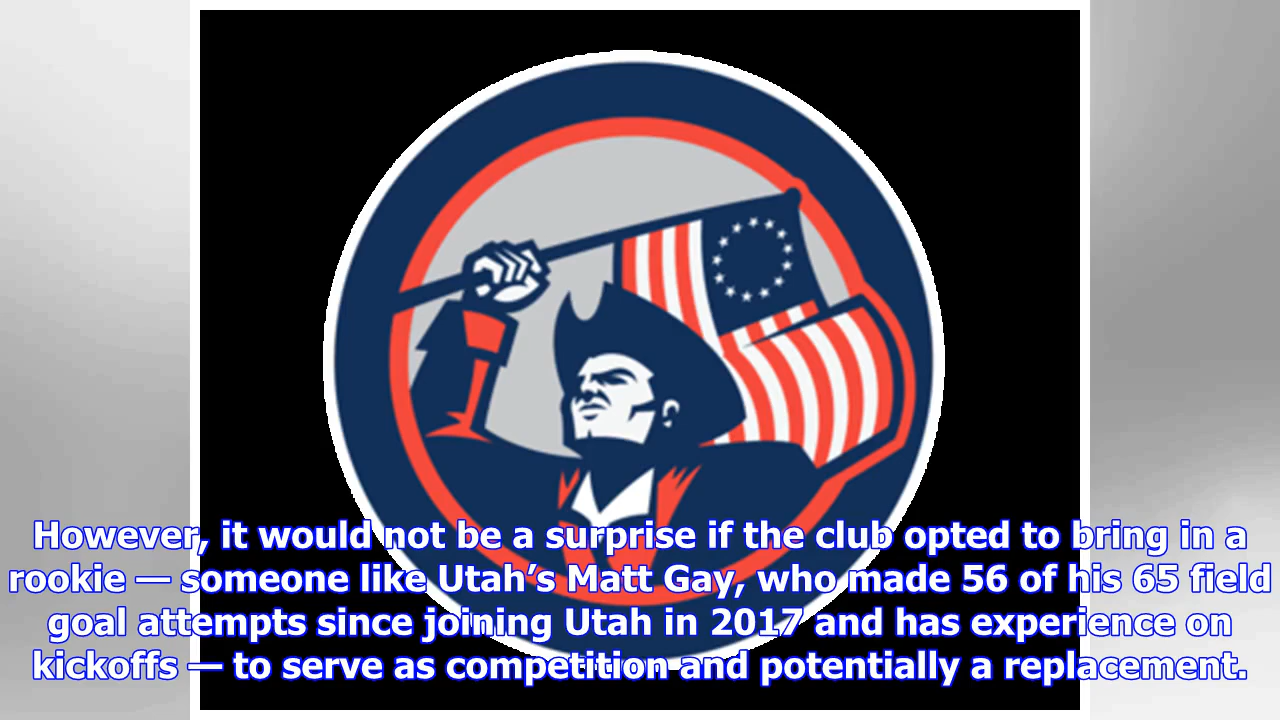 However, it would not be a surprise if the club opted to bring in a
rookie — someone like Utah’s Matt Gay, who made 56 of his 65 field
goal attempts since joining Utah in 2017 and has experience on
kickoffs — to serve as competition and potentially a replacement.